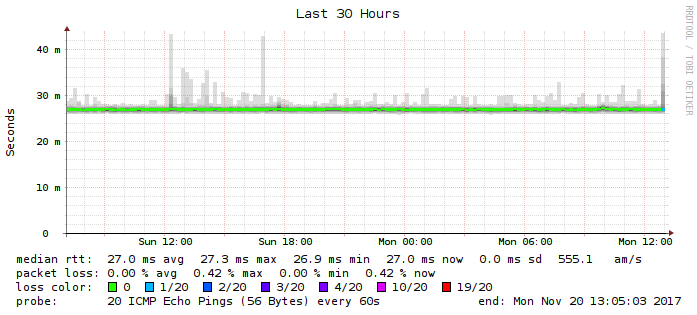 Last 30 Hours
RRDTOOL / TOBI OETIKER
Seconds
40 m
30 m
20 m
10 m
0
Sun 12:00 Sun 18:00 Mon 00:00 Mon 06:00 Mon 12:00
median rtt: 27.0 ms avg 27.3 ms max 26.9 ms min 27.0 ms now 0.0 ms sd 555.1 am/s
packet loss: 0.00 % avg 0.42 % max 0.00 % min 0.42 % now
loss color: 0 1/20 2/20 3/20 4/20 10/20 19/20
probe: 20 ICMP Echo Pings (56 Bytes) every 60s end: Mon Nov 20 13:05:03 2017